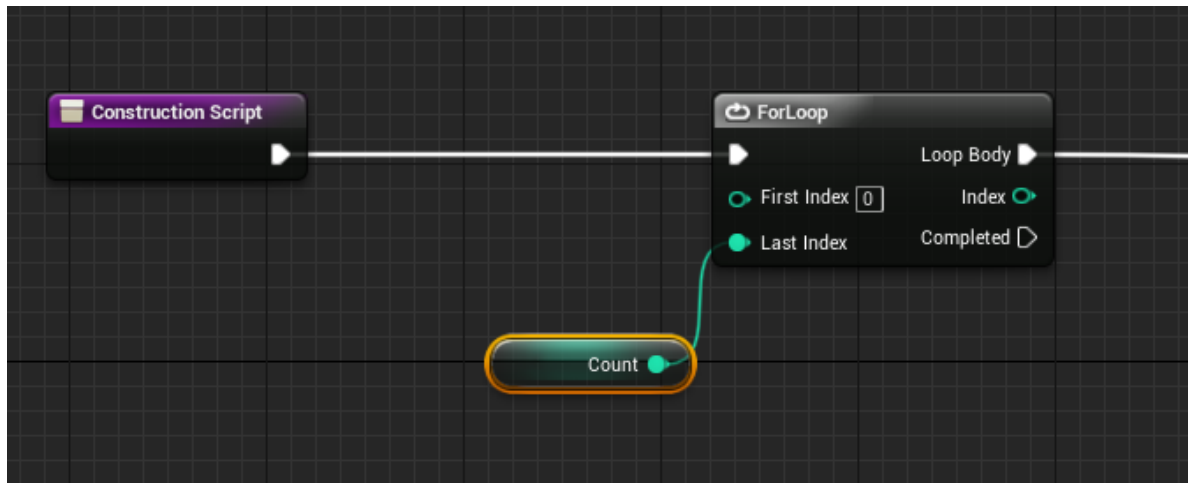 Construction Script
ForLoop
Loop Body
First Index 0
Index
Last Index
Completed
Count